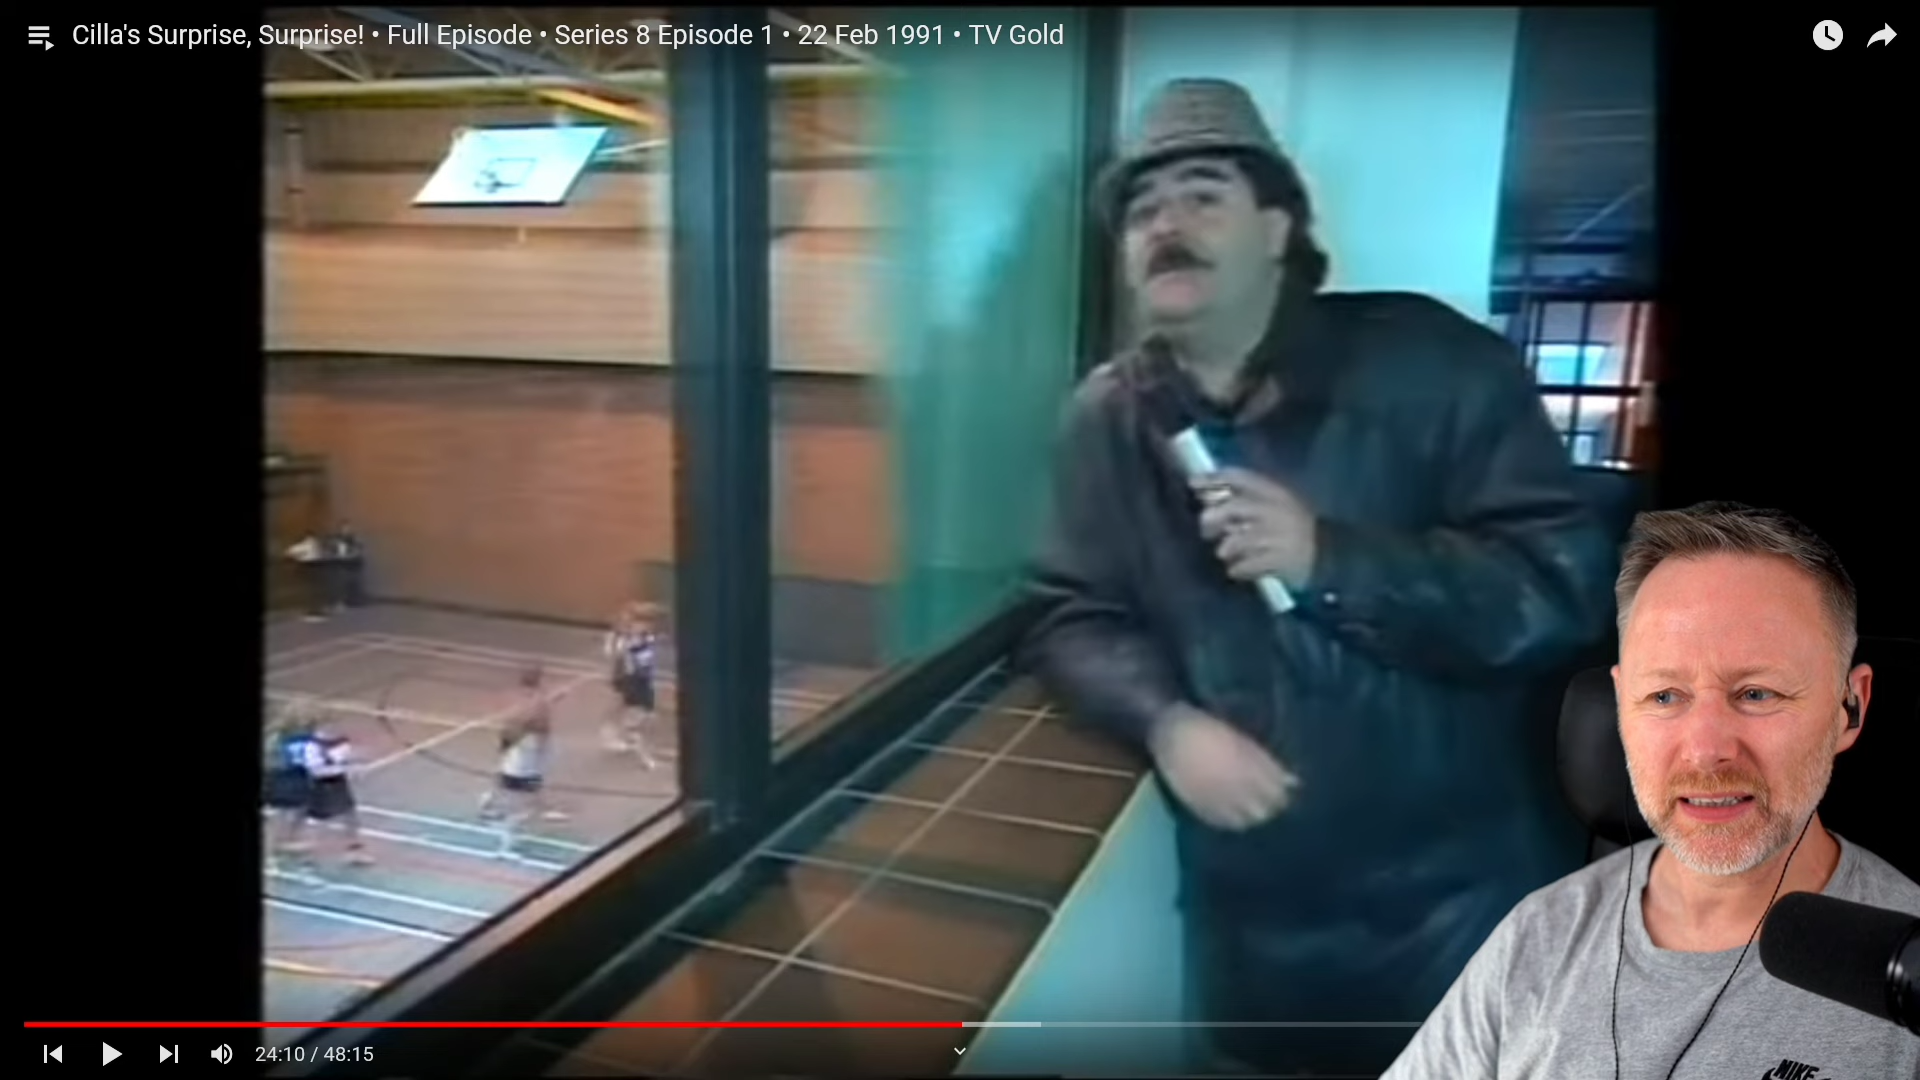 Cilla's Surprise, Surprise! • Full Episode • Series 8 Episode 1 • 22 Feb 1991 • TV Gold
24:10 / 48:15
NIKE